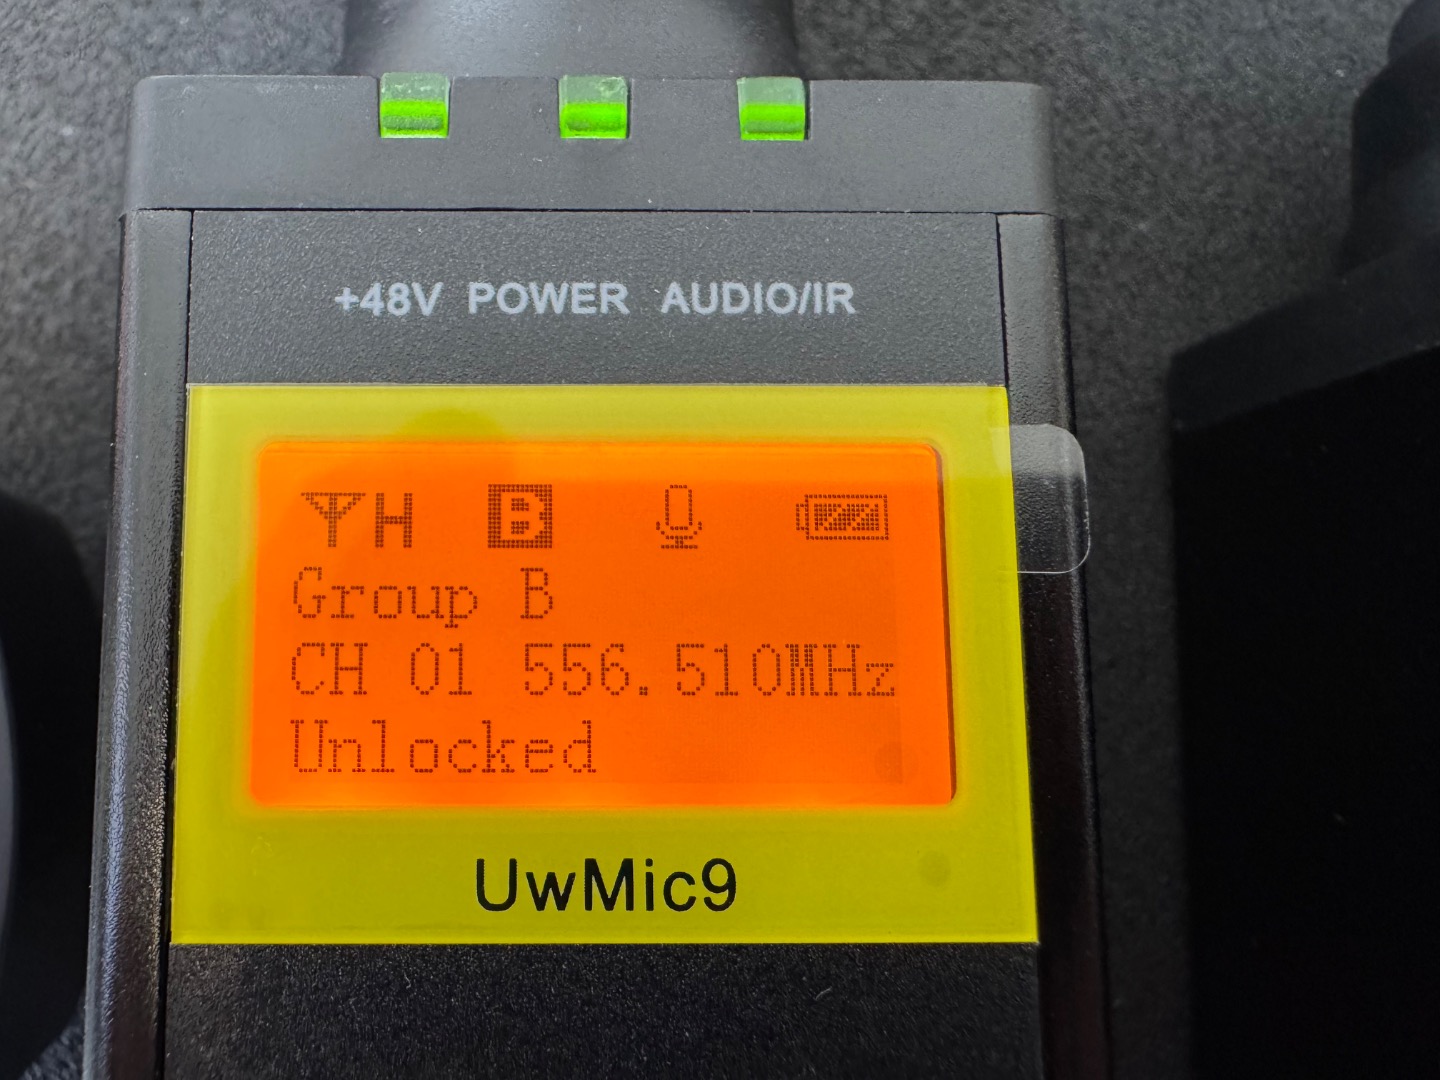 +48V POWER AUDIO/IR
H B
Group B
CH 01 556.510MHz
Unlocked
UwMic9